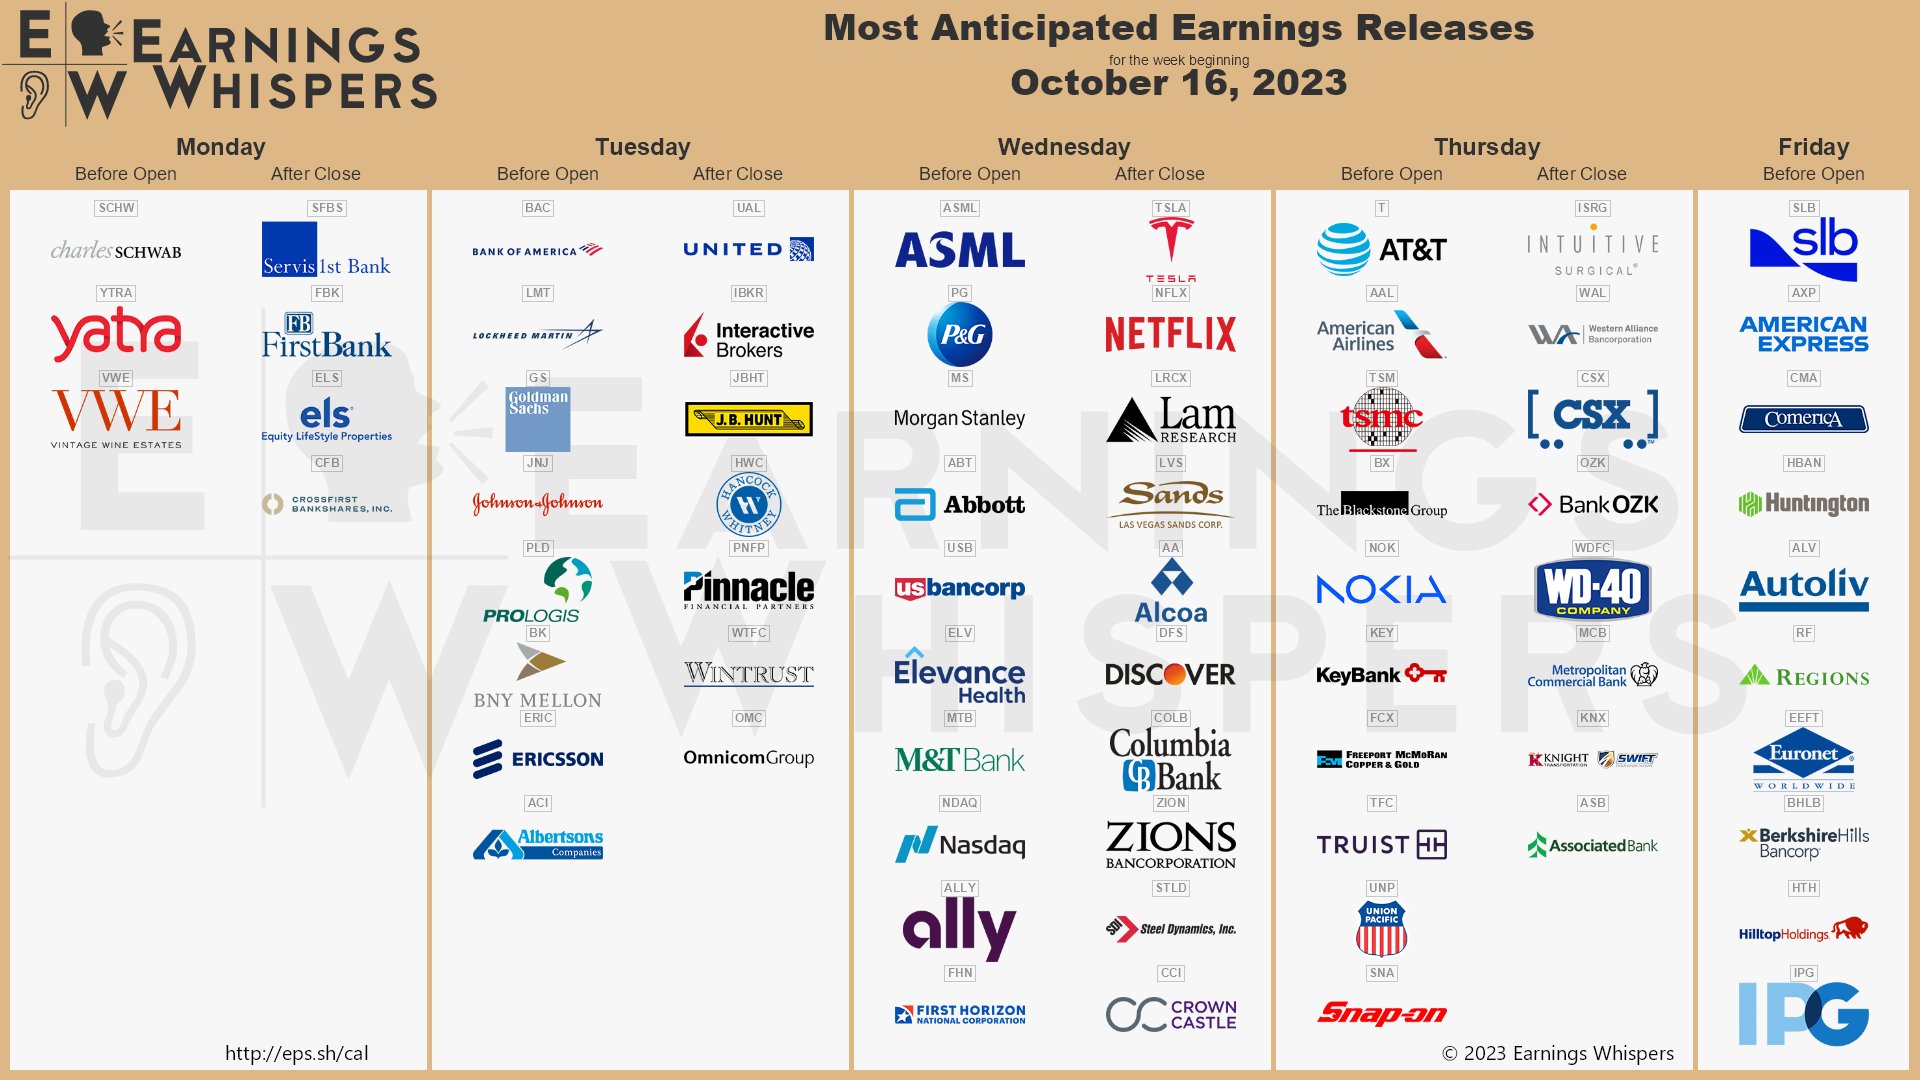 E
W
EARNINGS
WHISPERS
Most Anticipated Earnings Releases
for the week beginning
October 16, 2023
Monday
Before Open
After Close
SCHW
charles SCHWAB
YTRA
yatra
VWE
VWE
VINTAGE WINE ESTATES
SFBS
Servis1st Bank
FBK
FB
FirstBank
ELS
els
Equity LifeStyle Properties
CFB
CROSSFIRST
BANKSHARES, INC.
Tuesday
Before Open
After Close
BAC
BANK OF AMERICA
LMT
LOCKHEED MARTIN
GS
Goldman
Sachs
JNJ
Johnson & Johnson
PLD
PROLOGIS
BK
BNY MELLON
ERIC
ERICSSON
ACI
Albertsons
Companies
UAL
UNITED
IBKR
Interactive
Brokers
JBHT
J.B. HUNT
HWC
HANCOCK
W
WHITNEY
PNFP
Pinnacle
FINANCIAL PARTNERS
WTFC
WINTRUST
OMC
OmnicomGroup
Wednesday
Before Open
After Close
ASML
ASML
PG
P&G
MS
Morgan Stanley
ABT
Abbott
USB
usbancorp
ELV
Elevance
Health
MTB
M&T Bank
NDAQ
Nasdaq
ALLY
ally
FHN
FIRST HORIZON
NATIONAL CORPORATION
TSLA
TESLA
NFLX
NETFLIX
LRCX
Lam
RESEARCH
LVS
Sands
LAS VEGAS SANDS CORP.
AA
Alcoa
DFS
DISCOVER
COLB
Columbia
CB Bank
ZION
ZIONS
BANCORPORATION
STLD
SDI Steel Dynamics, Inc.
CCI
CROWN
CASTLE
Thursday
Before Open
After Close
T
AT&T
AAL
American
Airlines
TSM
tsmc
BX
The Blackstone Group
NOK
NOKIA
KEY
KeyBank
FCX
FCX FREEPORT McMoRAN
COPPER & GOLD
TFC
TRUIST
UNP
UNION
PACIFIC
SNA
Snap-on
ISRG
INTUITIVE
SURGICAL®
WAL
WA Western Alliance
Bancorporation
CSX
CSX
TM
OZK
Bank OZK
WDFC
WD-40
COMPANY
MCB
Metropolitan
Commercial Bank
KNX
KNIGHT
TRANSPORTATION
SWIFT
ASB
Associated Bank
Friday
Before Open
SLB
slb
AXP
AMERICAN
EXPRESS
CMA
Comerica
HBAN
Huntington
ALV
Autoliv
RF
REGIONS
EEFT
Euronet®
WORLDWIDE
BHLB
BerkshireHills
Bancorp
HTH
HilltopHoldings
IPG
IPG
E
W
EARNINGS
WHISPERS
http://eps.sh/cal
© 2023 Earnings Whispers